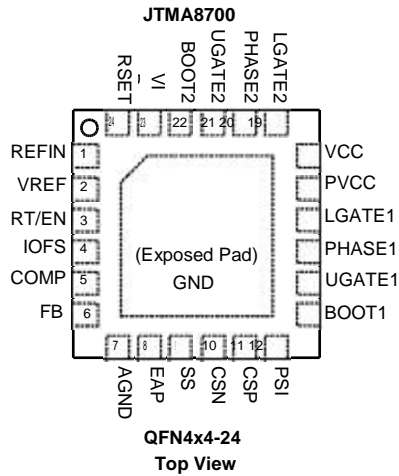 JTMA8700
RSET
VI
BOOT2
UGATE2
PHASE2
LGATE2
24 23 22 21 20 19
REFIN 1
VREF 2
RT/EN 3
IOFS 4
COMP 5
FB 6
VCC
PVCC
LGATE1
PHASE1
UGATE1
BOOT1
(Exposed Pad)
GND
7 8 10 11 12
AGND
EAP
SS
CSN
CSP
PSI
QFN4x4-24
Top View